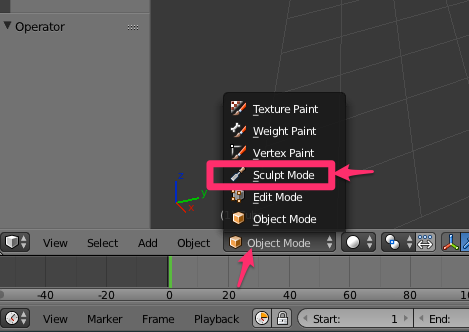 Operator
Texture Paint
Weight Paint
Vertex Paint
Sculpt Mode
Edit Mode
Object Mode
z
y
x
View Select Add Object Object Mode
-40 -20 0 20 40 60 80
View Marker Frame Playback Start: 1 End: